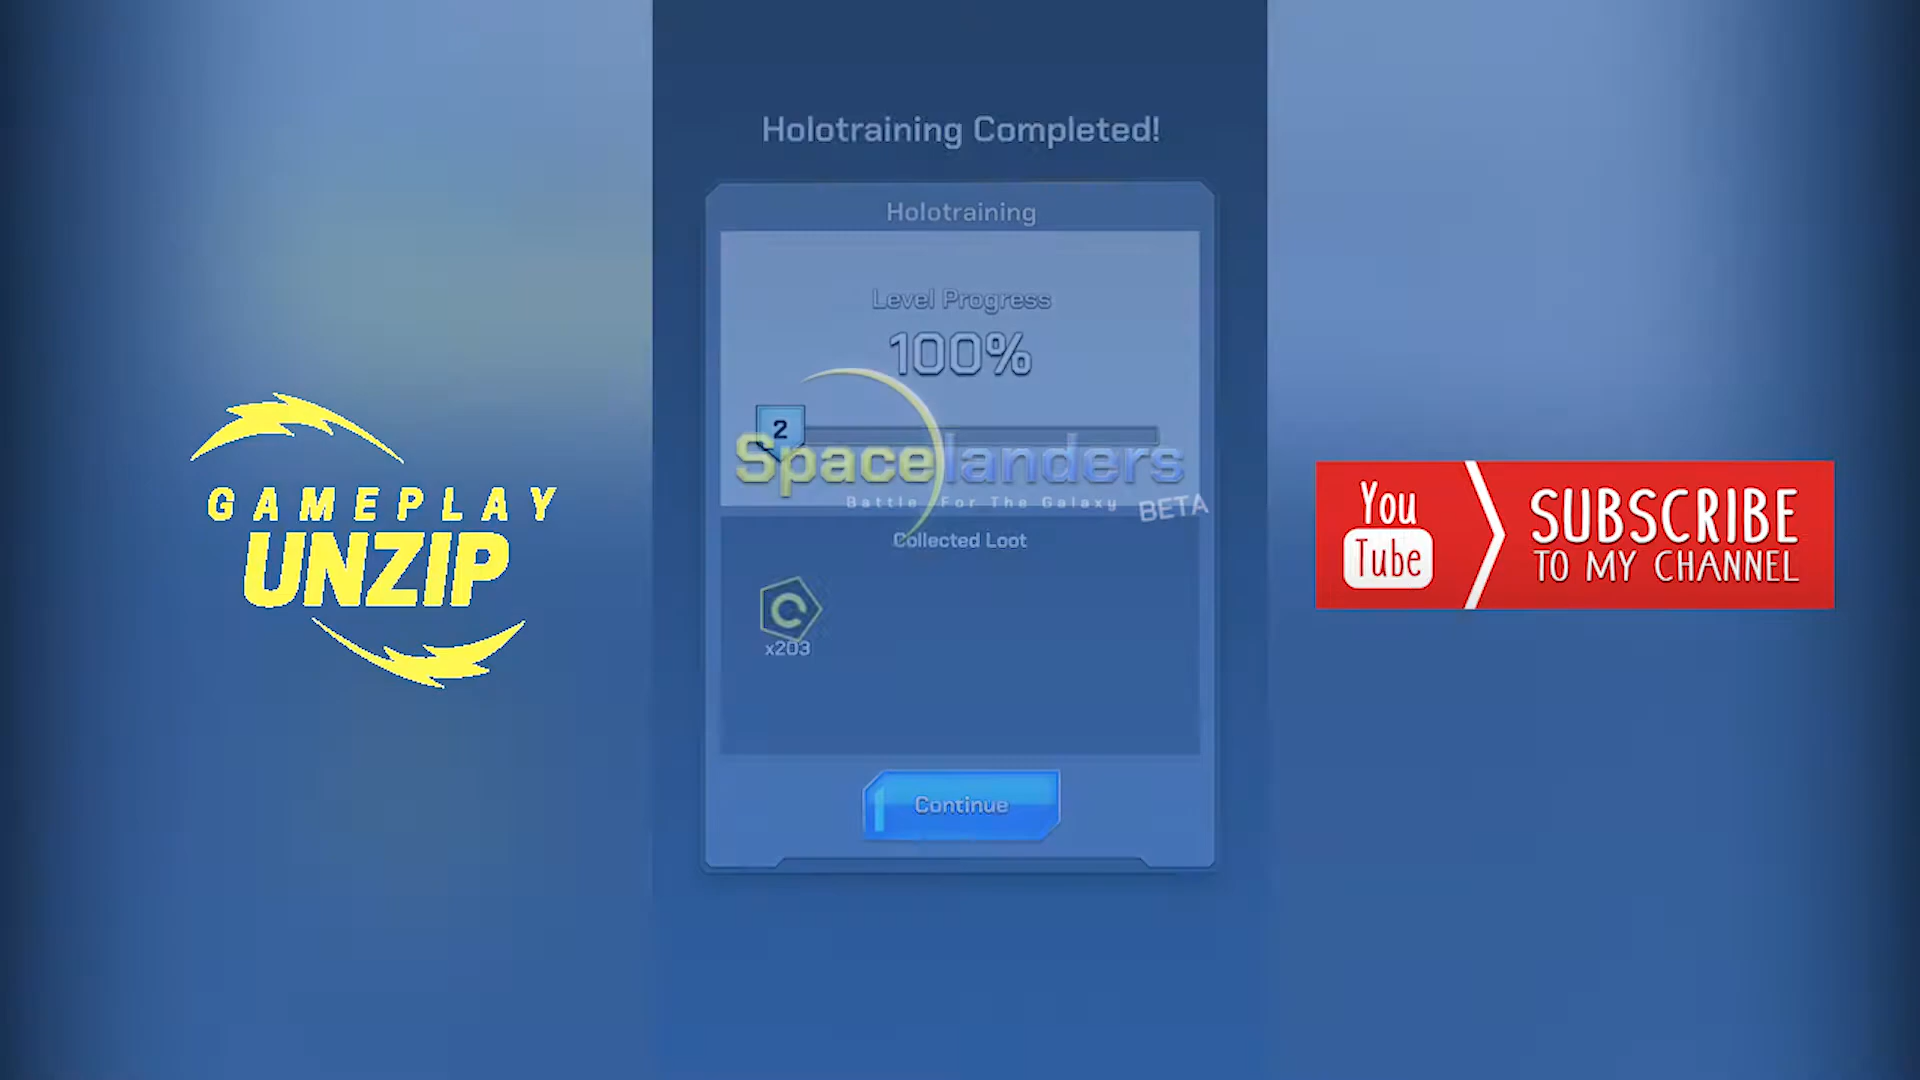 Holotraining Completed!
Holotraining
Level Progress
100%
2
Spacelanders
Battle For The Galaxy
BETA
Collected Loot
x203
Continue
GAMEPLAY
UNZIP
You
Tube
SUBSCRIBE
TO MY CHANNEL